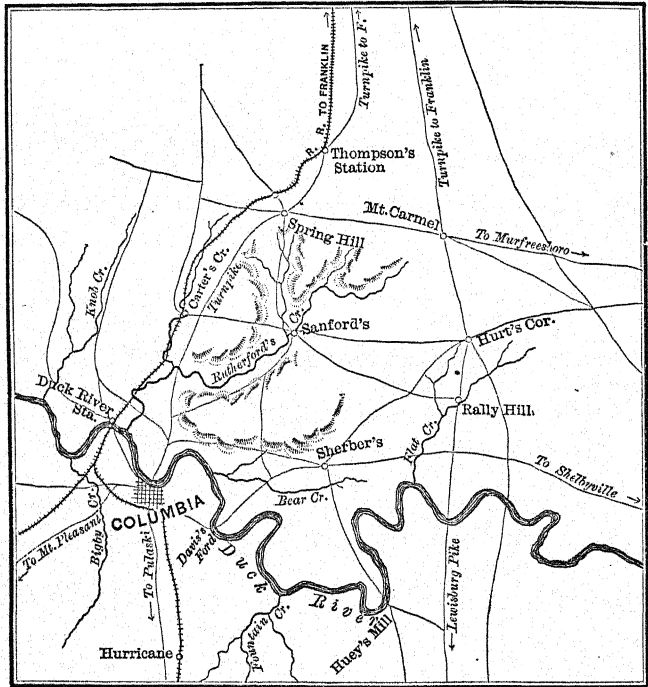 R. R. TO FRANKLIN
Turnpike to F.
Turnpike to Franklin
Thompson's
Station
Mt. Carmel
To Murfreesboro
Spring Hill
Carter's Cr.
Turnpike
Knob Cr.
Cr.
Sanford's
Hurt's Cor.
Rutherford's
Duck River
Sta.
Rally Hill
Flat Cr.
Shefber's
To Shelbyville
Bear Cr.
COLUMBIA
Davis's
Ford
Duck
River
To Mt. Pleasant
Bigby Cr.
To Pulaski
Lewisburg Pike
Huey's Mill
Fountain Cr.
Hurricane